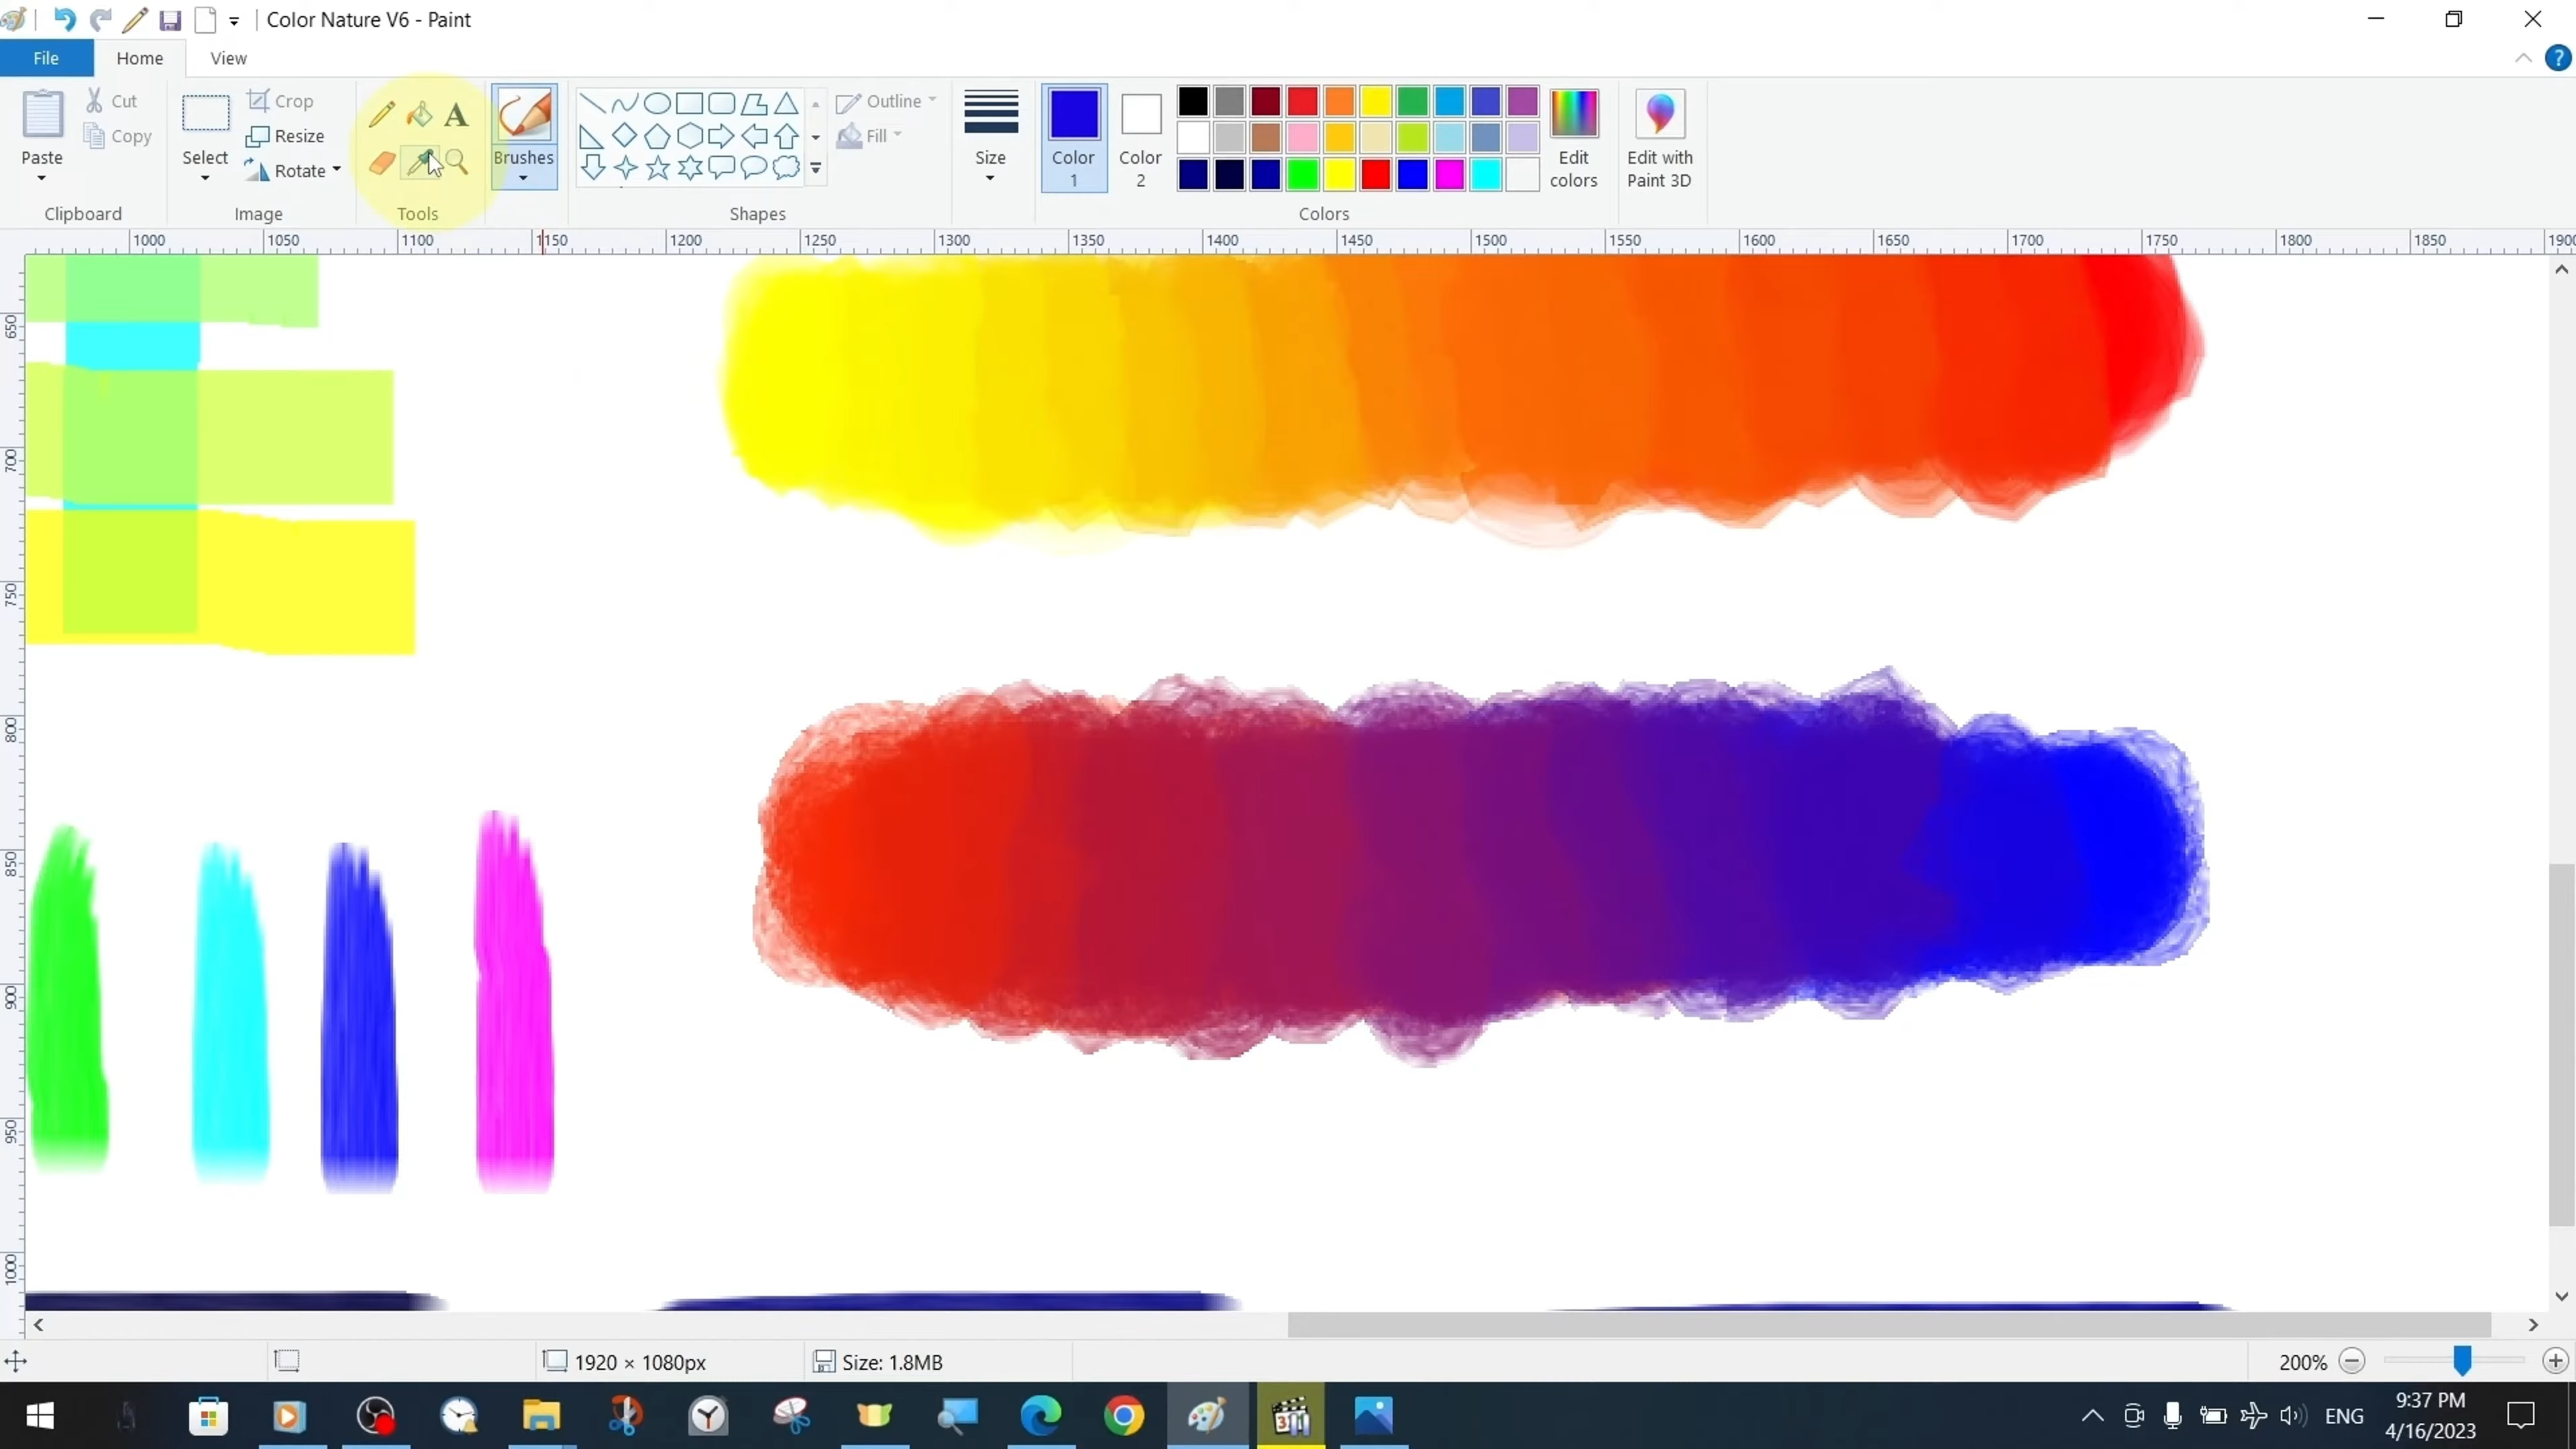 Color Nature V6 - Paint
File Home View
Paste
Cut
Copy
Clipboard
Select
Crop
Resize
Rotate
Image
A
Tools
Brushes
Shapes
Outline
Fill
Size
Color
1
Color
2
Edit
colors
Colors
Edit with
Paint 3D
?
1000 1050 1100 1150 1200 1250 1300 1350 1400 1450 1500 1550 1600 1650 1700 1750 1800 1850 1900
650
700
750
800
850
900
950
1000
1920 × 1080px
Size: 1.8MB
200%
ENG
9:37 PM
4/16/2023